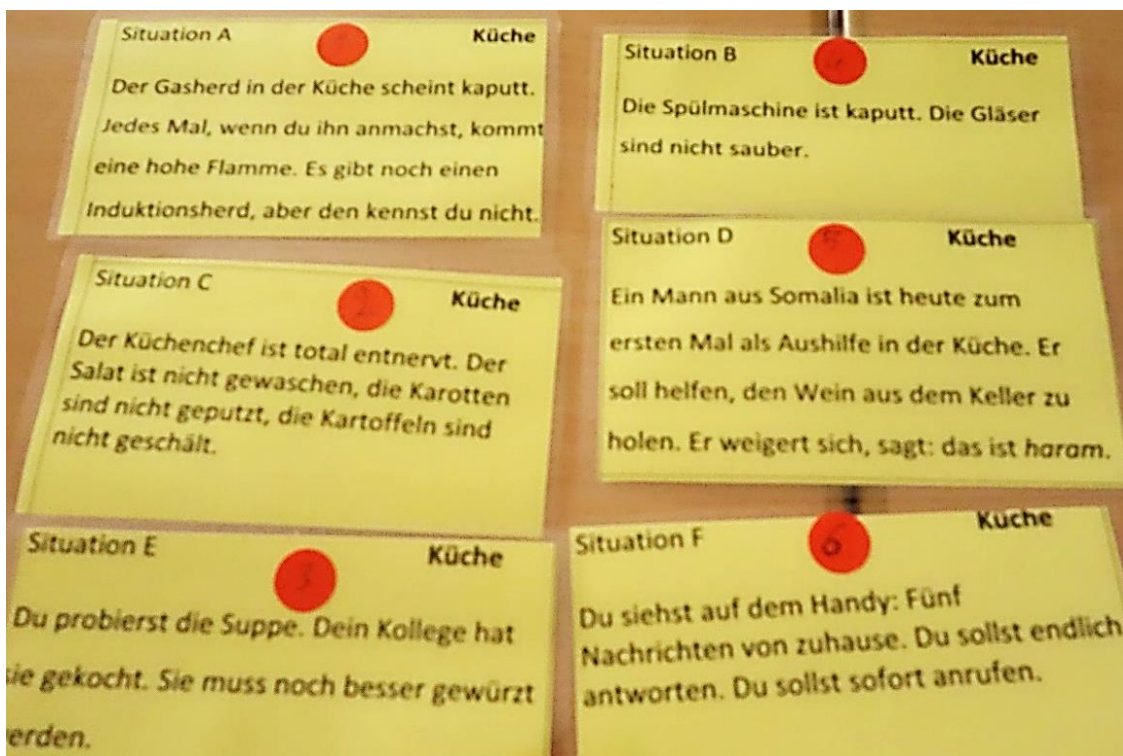 Situation A Küche
Der Gasherd in der Küche scheint kaputt.
Jedes Mal, wenn du ihn anmachst, kommt
eine hohe Flamme. Es gibt noch einen
Induktionsherd, aber den kennst du nicht.
Situation B Küche
Die Spülmaschine ist kaputt. Die Gläser
sind nicht sauber.
Situation C 2 Küche
Der Küchenchef ist total entnervt. Der
Salat ist nicht gewaschen, die Karotten
sind nicht geputzt, die Kartoffeln sind
nicht geschält.
Situation D Küche
Ein Mann aus Somalia ist heute zum
ersten Mal als Aushilfe in der Küche. Er
soll helfen, den Wein aus dem Keller zu
holen. Er weigert sich, sagt: das ist haram.
Situation E 3 Küche
Du probierst die Suppe. Dein Kollege hat
sie gekocht. Sie muss noch besser gewürzt
erden.
Situation F 6 Küche
Du siehst auf dem Handy: Fünf
Nachrichten von zuhause. Du sollst endlich
antworten. Du sollst sofort anrufen.